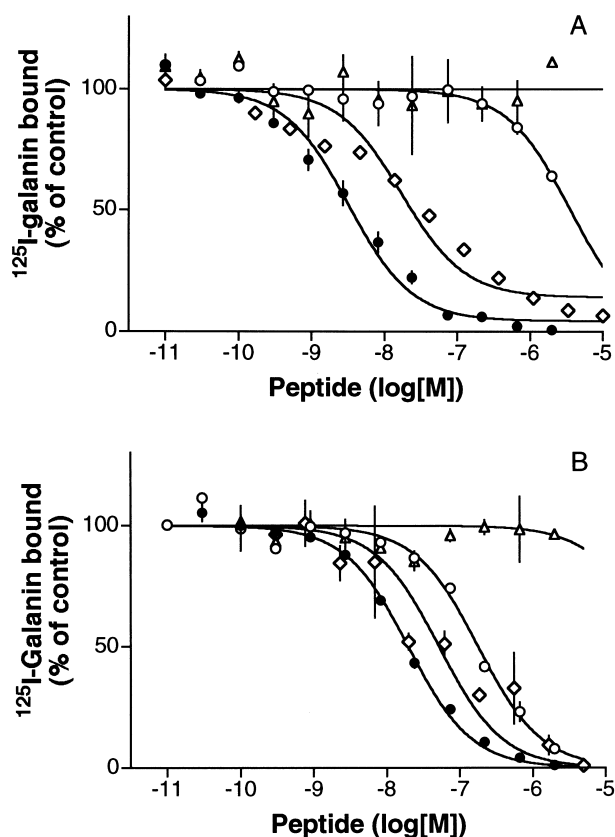 A
¹²⁵I-galanin bound
(% of control)
100
50
0
-11 -10 -9 -8 -7 -6 -5
Peptide (log[M])
B
¹²⁵I-Galanin bound
(% of control)
100
50
0
-11 -10 -9 -8 -7 -6 -5
Peptide (log[M])